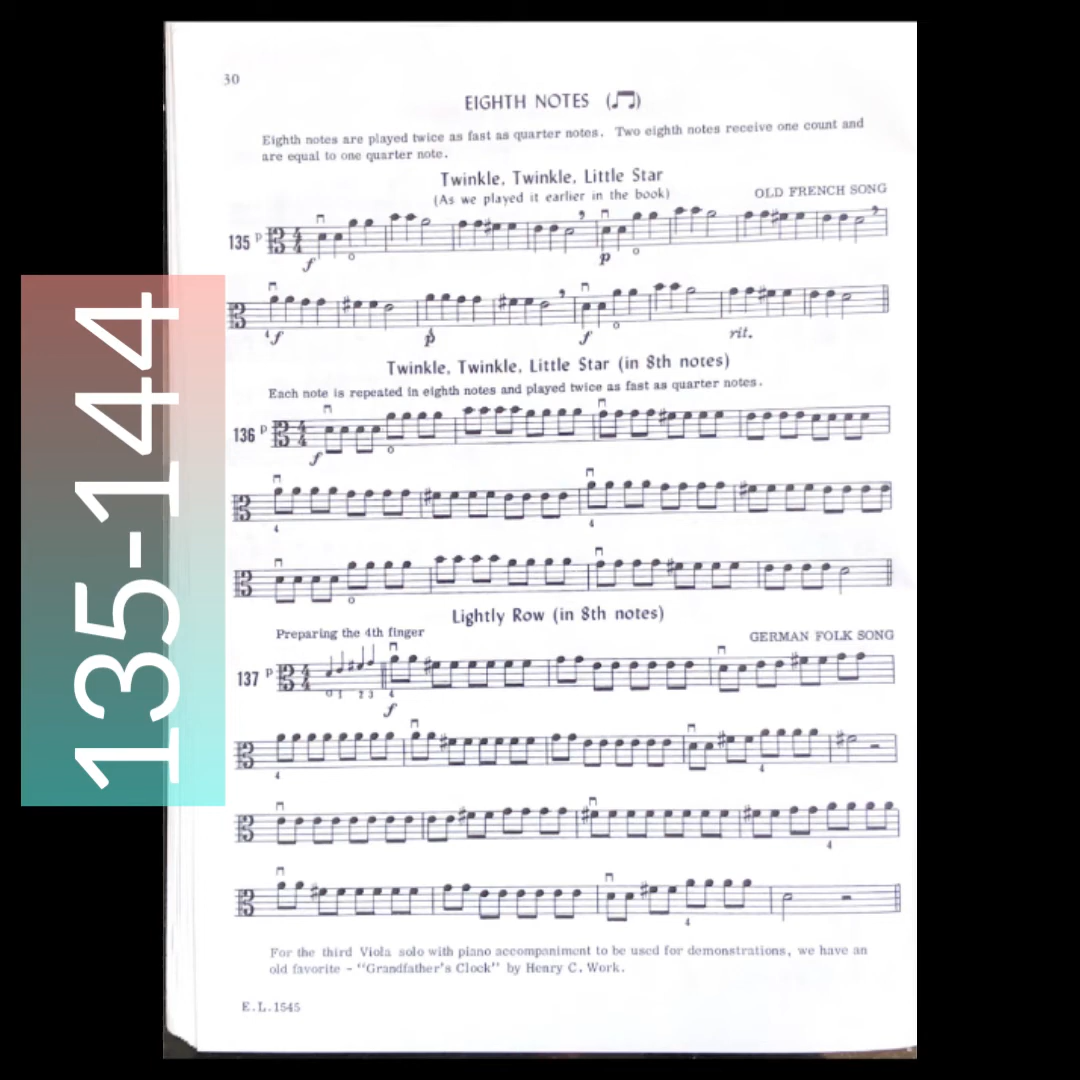 30
EIGHTH NOTES (♫)
Eighth notes are played twice as fast as quarter notes. Two eighth notes receive one count and
are equal to one quarter note.
Twinkle, Twinkle, Little Star
(As we played it earlier in the book)
OLD FRENCH SONG
135 P
f
o
p
o
4 f
p
f
o
rit.
Twinkle, Twinkle, Little Star (in 8th notes)
Each note is repeated in eighth notes and played twice as fast as quarter notes.
136 P
f
o
4
4
o
Lightly Row (in 8th notes)
Preparing the 4th finger
GERMAN FOLK SONG
137 P
0 1 2 3 4
f
4
4
4
4
For the third Viola solo with piano accompaniment to be used for demonstrations, we have an
old favorite - "Grandfather's Clock" by Henry C. Work.
E.L.1545
135-144